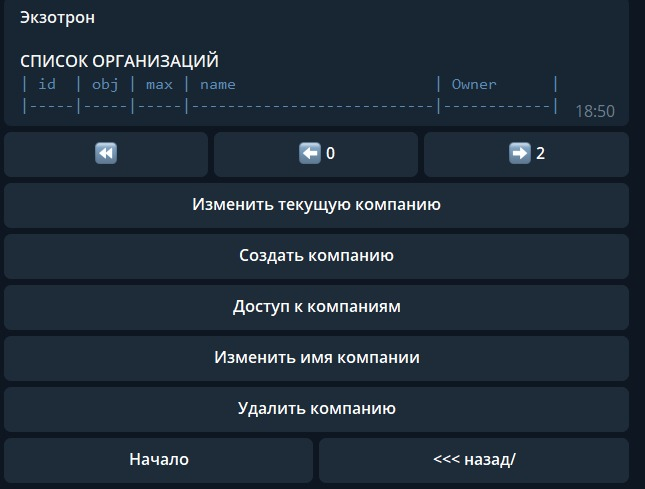 Экзотрон
СПИСОК ОРГАНИЗАЦИЙ
| id  | obj | max | name                      | Owner      |
|-----|-----|-----|---------------------------|------------|
18:50
⏪ ⬅ 0 ➡ 2
Изменить текущую компанию
Создать компанию
Доступ к компаниям
Изменить имя компании
Удалить компанию
Начало <<< назад/